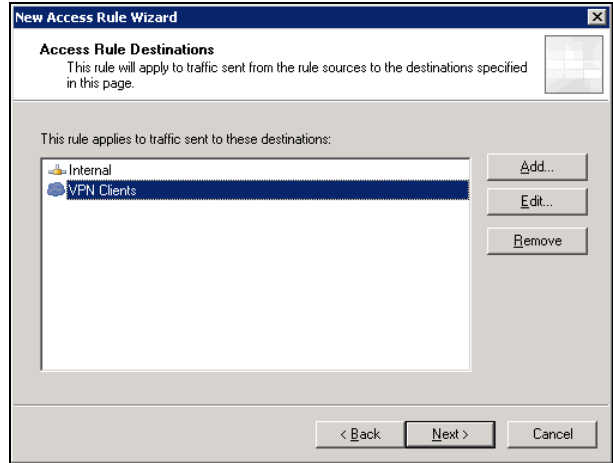 New Access Rule Wizard
Access Rule Destinations
This rule will apply to traffic sent from the rule sources to the destinations specified
in this page.
This rule applies to traffic sent to these destinations:
Internal
VPN Clients
Add...
Edit...
Remove
< Back
Next >
Cancel